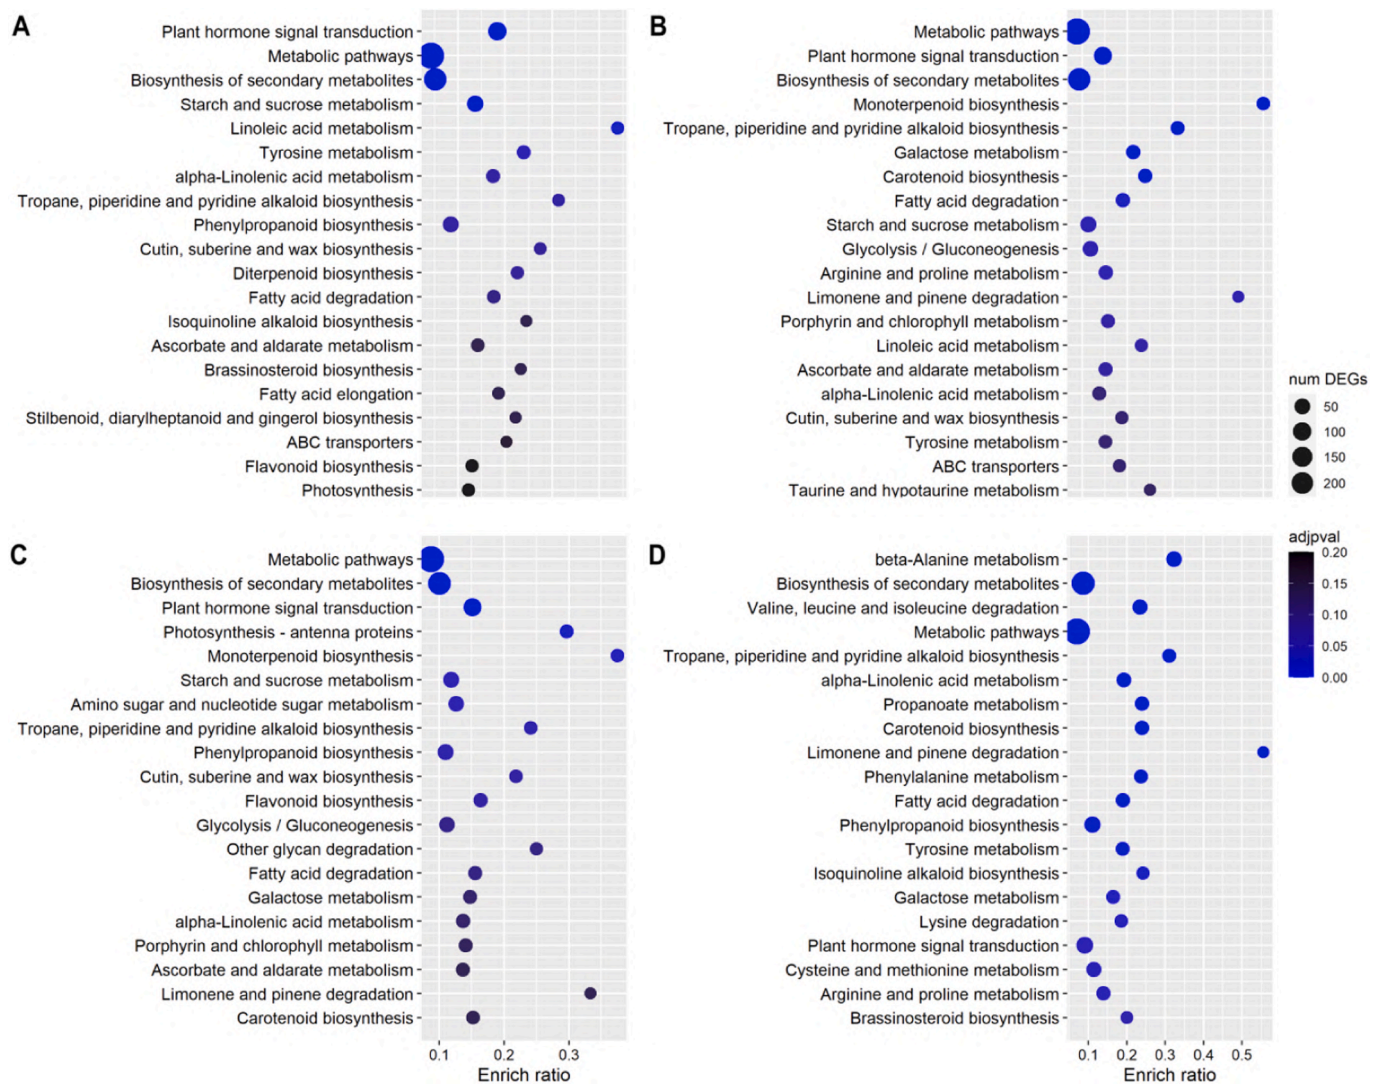 A
Plant hormone signal transduction
Metabolic pathways
Biosynthesis of secondary metabolites
Starch and sucrose metabolism
Linoleic acid metabolism
Tyrosine metabolism
alpha-Linolenic acid metabolism
Tropane, piperidine and pyridine alkaloid biosynthesis
Phenylpropanoid biosynthesis
Cutin, suberine and wax biosynthesis
Diterpenoid biosynthesis
Fatty acid degradation
Isoquinoline alkaloid biosynthesis
Ascorbate and aldarate metabolism
Brassinosteroid biosynthesis
Fatty acid elongation
Stilbenoid, diarylheptanoid and gingerol biosynthesis
ABC transporters
Flavonoid biosynthesis
Photosynthesis
B
Metabolic pathways
Plant hormone signal transduction
Biosynthesis of secondary metabolites
Monoterpenoid biosynthesis
Tropane, piperidine and pyridine alkaloid biosynthesis
Galactose metabolism
Carotenoid biosynthesis
Fatty acid degradation
Starch and sucrose metabolism
Glycolysis / Gluconeogenesis
Arginine and proline metabolism
Limonene and pinene degradation
Porphyrin and chlorophyll metabolism
Linoleic acid metabolism
Ascorbate and aldarate metabolism
alpha-Linolenic acid metabolism
Cutin, suberine and wax biosynthesis
Tyrosine metabolism
ABC transporters
Taurine and hypotaurine metabolism
num DEGs
50
100
150
200
adjpval
0.20
0.15
0.10
0.05
0.00
C
Metabolic pathways
Biosynthesis of secondary metabolites
Plant hormone signal transduction
Photosynthesis - antenna proteins
Monoterpenoid biosynthesis
Starch and sucrose metabolism
Amino sugar and nucleotide sugar metabolism
Tropane, piperidine and pyridine alkaloid biosynthesis
Phenylpropanoid biosynthesis
Cutin, suberine and wax biosynthesis
Flavonoid biosynthesis
Glycolysis / Gluconeogenesis
Other glycan degradation
Fatty acid degradation
Galactose metabolism
alpha-Linolenic acid metabolism
Porphyrin and chlorophyll metabolism
Ascorbate and aldarate metabolism
Limonene and pinene degradation
Carotenoid biosynthesis
0.1 0.2 0.3
Enrich ratio
D
beta-Alanine metabolism
Biosynthesis of secondary metabolites
Valine, leucine and isoleucine degradation
Metabolic pathways
Tropane, piperidine and pyridine alkaloid biosynthesis
alpha-Linolenic acid metabolism
Propanoate metabolism
Carotenoid biosynthesis
Limonene and pinene degradation
Phenylalanine metabolism
Fatty acid degradation
Phenylpropanoid biosynthesis
Tyrosine metabolism
Isoquinoline alkaloid biosynthesis
Galactose metabolism
Lysine degradation
Plant hormone signal transduction
Cysteine and methionine metabolism
Arginine and proline metabolism
Brassinosteroid biosynthesis
0.1 0.2 0.3 0.4 0.5
Enrich ratio